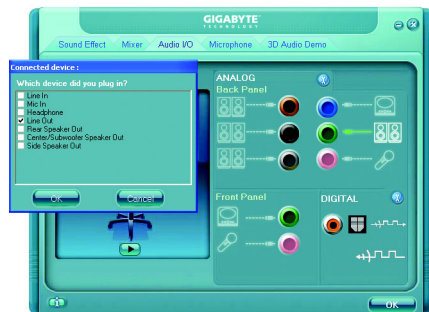 GIGABYTE
TECHNOLOGY
Sound Effect Mixer Audio I/O Microphone 3D Audio Demo
Connected device :
Which device did you plug in?
Line In
Mic In
Headphone
Line Out
Rear Speaker Out
Center/Subwoofer Speaker Out
Side Speaker Out
OK Cancel
ANALOG
Back Panel
Front Panel
DIGITAL
OK